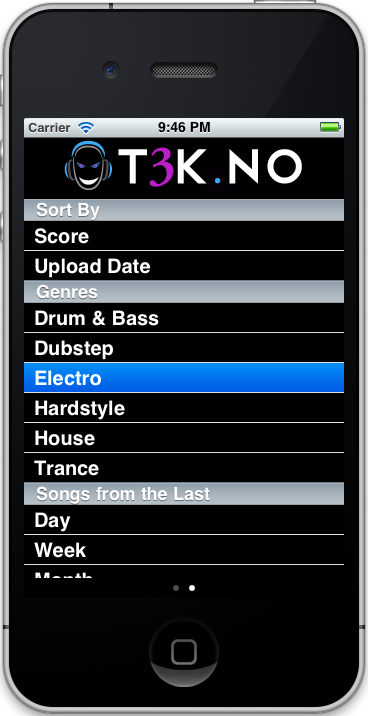 Carrier 9:46 PM
T3K.NO
Sort By
Score
Upload Date
Genres
Drum & Bass
Dubstep
Electro
Hardstyle
House
Trance
Songs from the Last
Day
Week
Month